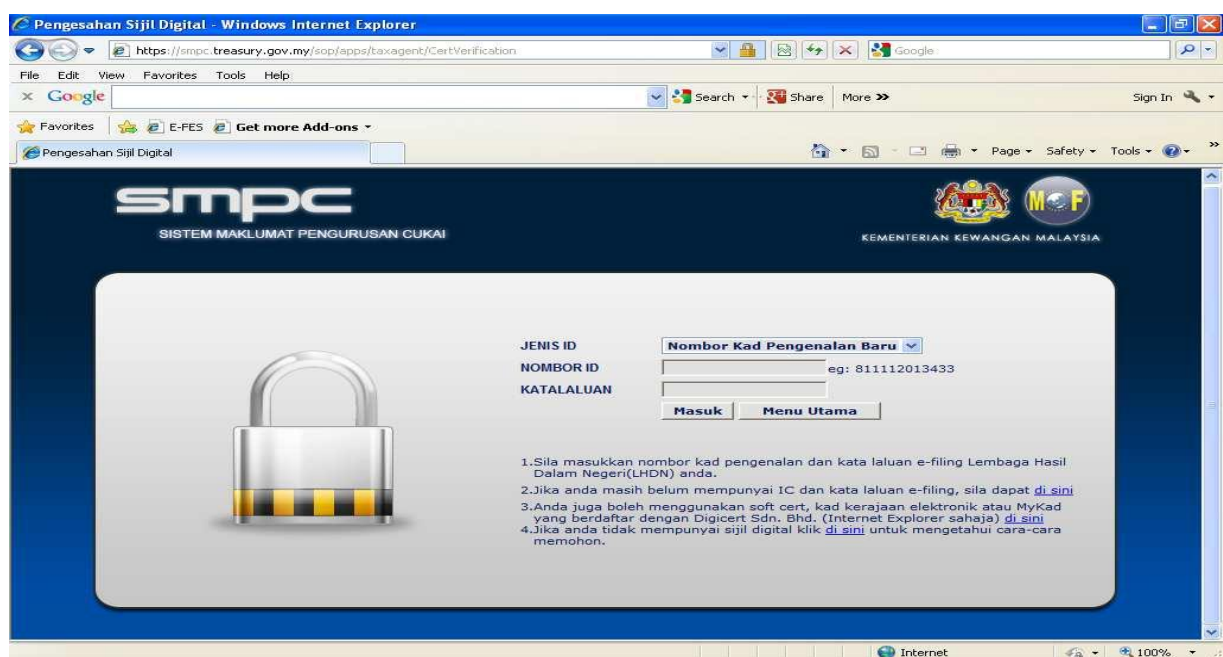 Pengesahan Sijil Digital - Windows Internet Explorer
https://smpc.treasury.gov.my/sop/apps/taxagent/CertVerification
Google
File Edit View Favorites Tools Help
x Google Search Share More >> Sign In
Favorites E-FES Get more Add-ons
Pengesahan Sijil Digital Page Safety Tools >>
smpc
SISTEM MAKLUMAT PENGURUSAN CUKAI
M F
KEMENTERIAN KEWANGAN MALAYSIA
JENIS ID Nombor Kad Pengenalan Baru
NOMBOR ID eg: 811112013433
KATALALUAN
Masuk Menu Utama
1.Sila masukkan nombor kad pengenalan dan kata laluan e-filing Lembaga Hasil
Dalam Negeri(LHDN) anda.
2.Jika anda masih belum mempunyai IC dan kata laluan e-filing, sila dapat di sini
3.Anda juga boleh menggunakan soft cert, kad kerajaan elektronik atau MyKad
yang berdaftar dengan Digicert Sdn. Bhd. (Internet Explorer sahaja) di sini
4.Jika anda tidak mempunyai sijil digital klik di sini untuk mengetahui cara-cara
memohon.
Internet 100%